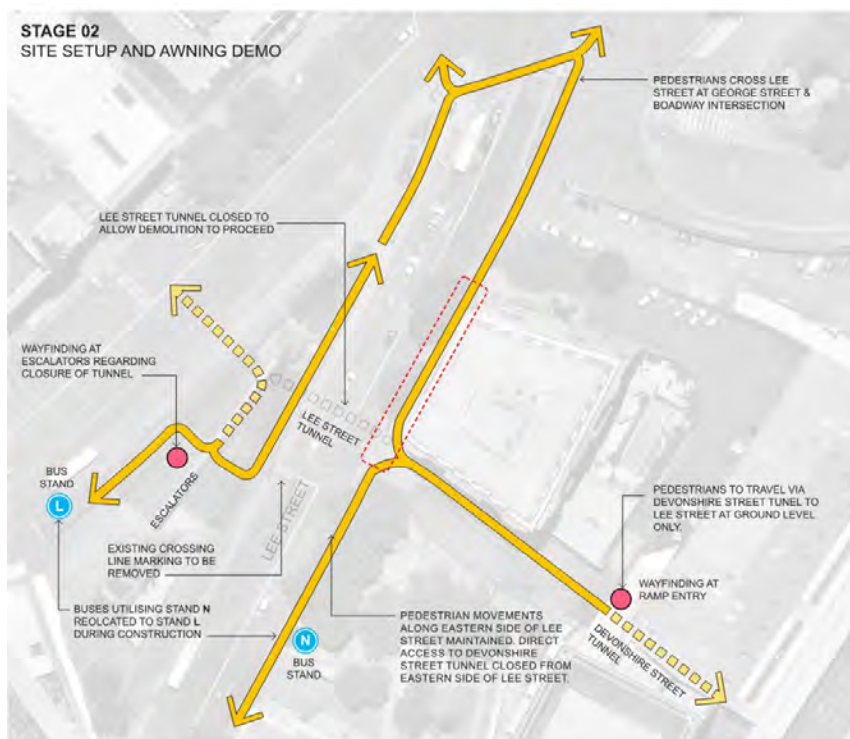 STAGE 02
SITE SETUP AND AWNING DEMO
PEDESTRIANS CROSS LEE
STREET AT GEORGE STREET &
BOADWAY INTERSECTION
LEE STREET TUNNEL CLOSED TO
ALLOW DEMOLITION TO PROCEED
WAYFINDING AT
ESCALATORS REGARDING
CLOSURE OF TUNNEL
LEE STREET
TUNNEL
BUS
STAND
L
ESCALATORS
LEE STREET
PEDESTRIANS TO TRAVEL VIA
DEVONSHIRE STREET TUNEL TO
LEE STREET AT GROUND LEVEL
ONLY.
EXISTING CROSSING
LINE MARKING TO BE
REMOVED
WAYFINDING AT
RAMP ENTRY
BUSES UTILISING STAND N
REOLCATED TO STAND L
DURING CONSTRUCTION
N
BUS
STAND
PEDESTRIAN MOVEMENTS
ALONG EASTERN SIDE OF LEE
STREET MAINTAINED. DIRECT
ACCESS TO DEVONSHIRE
STREET TUNNEL CLOSED FROM
EASTERN SIDE OF LEE STREET.
DEVONSHIRE STREET
TUNNEL